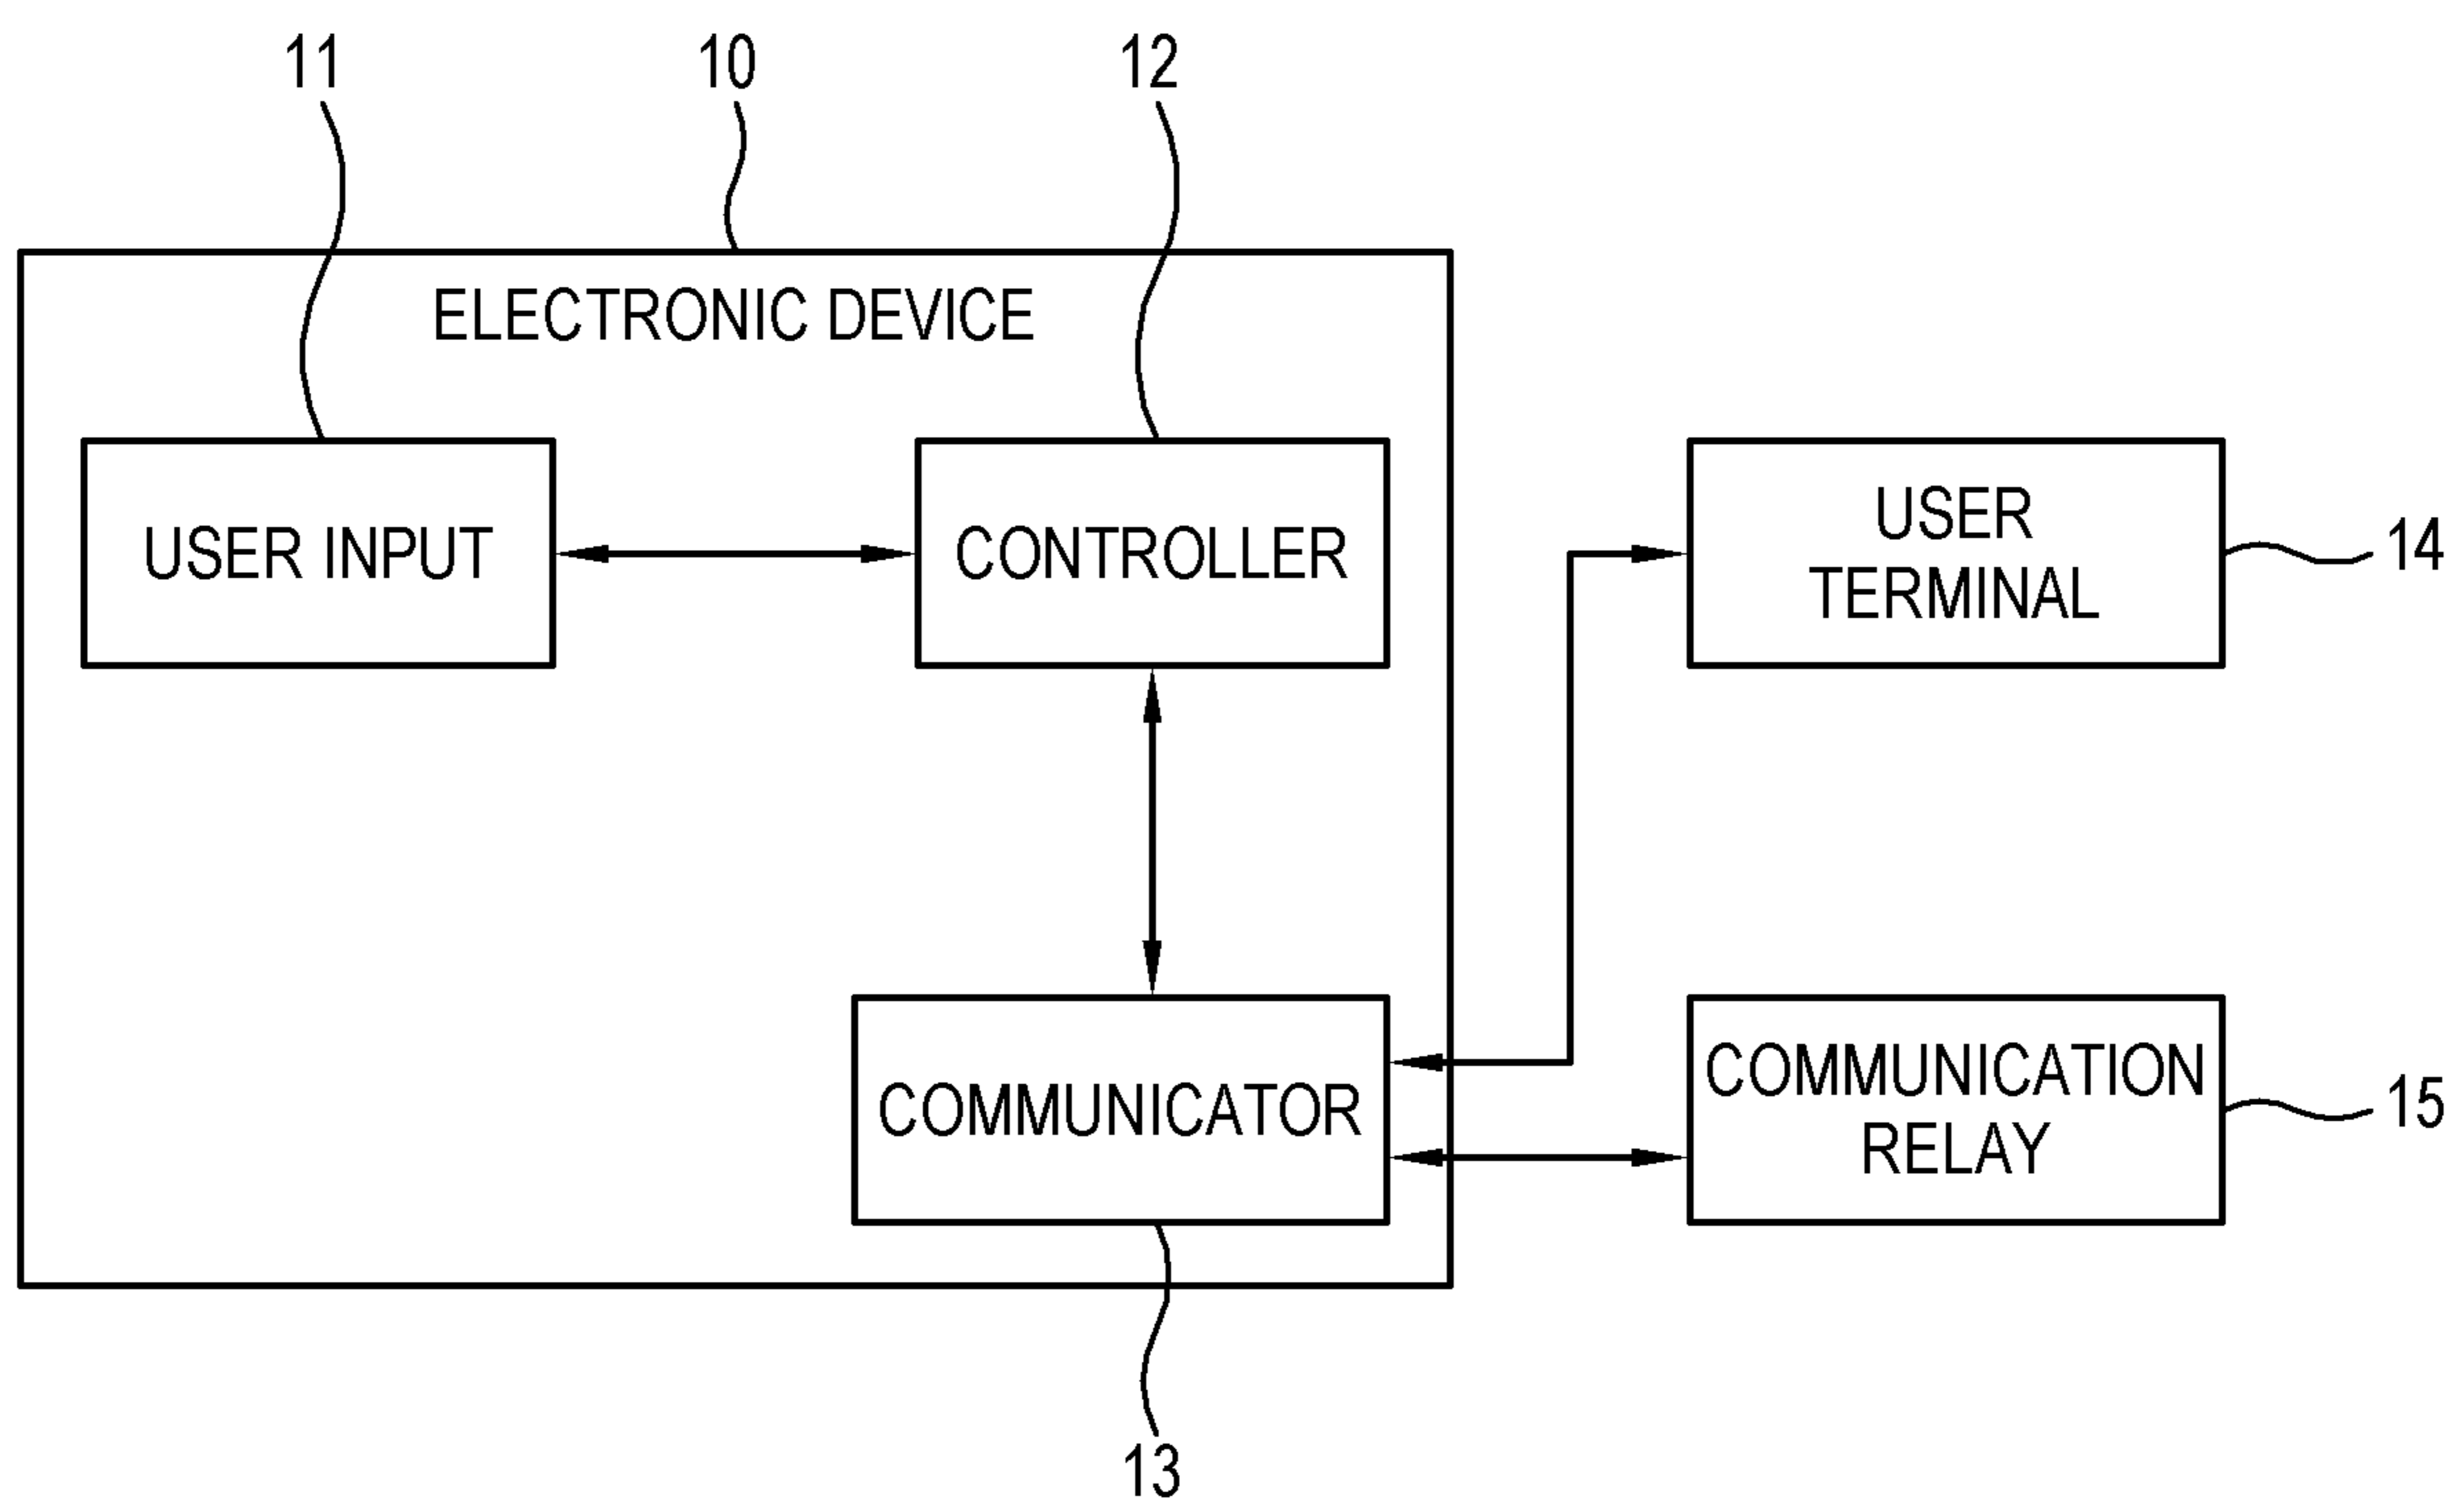 11
10
12
ELECTRONIC DEVICE
USER INPUT
CONTROLLER
USER
TERMINAL
14
COMMUNICATOR
COMMUNICATION
RELAY
15
13